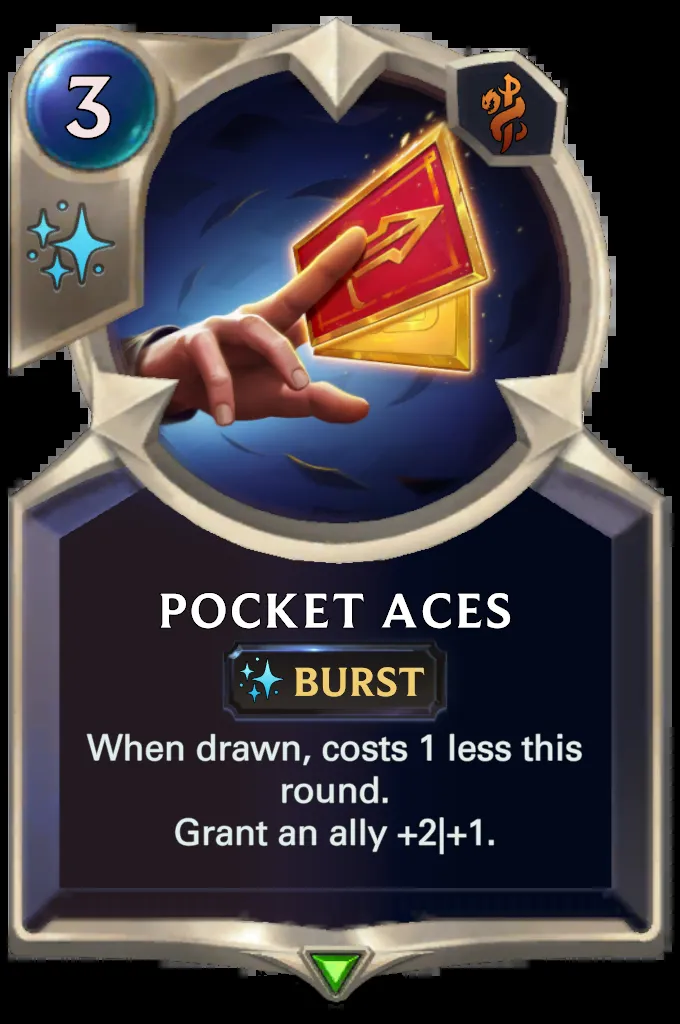 3
POCKET ACES
BURST
When drawn, costs 1 less this
round.
Grant an ally +2|+1.